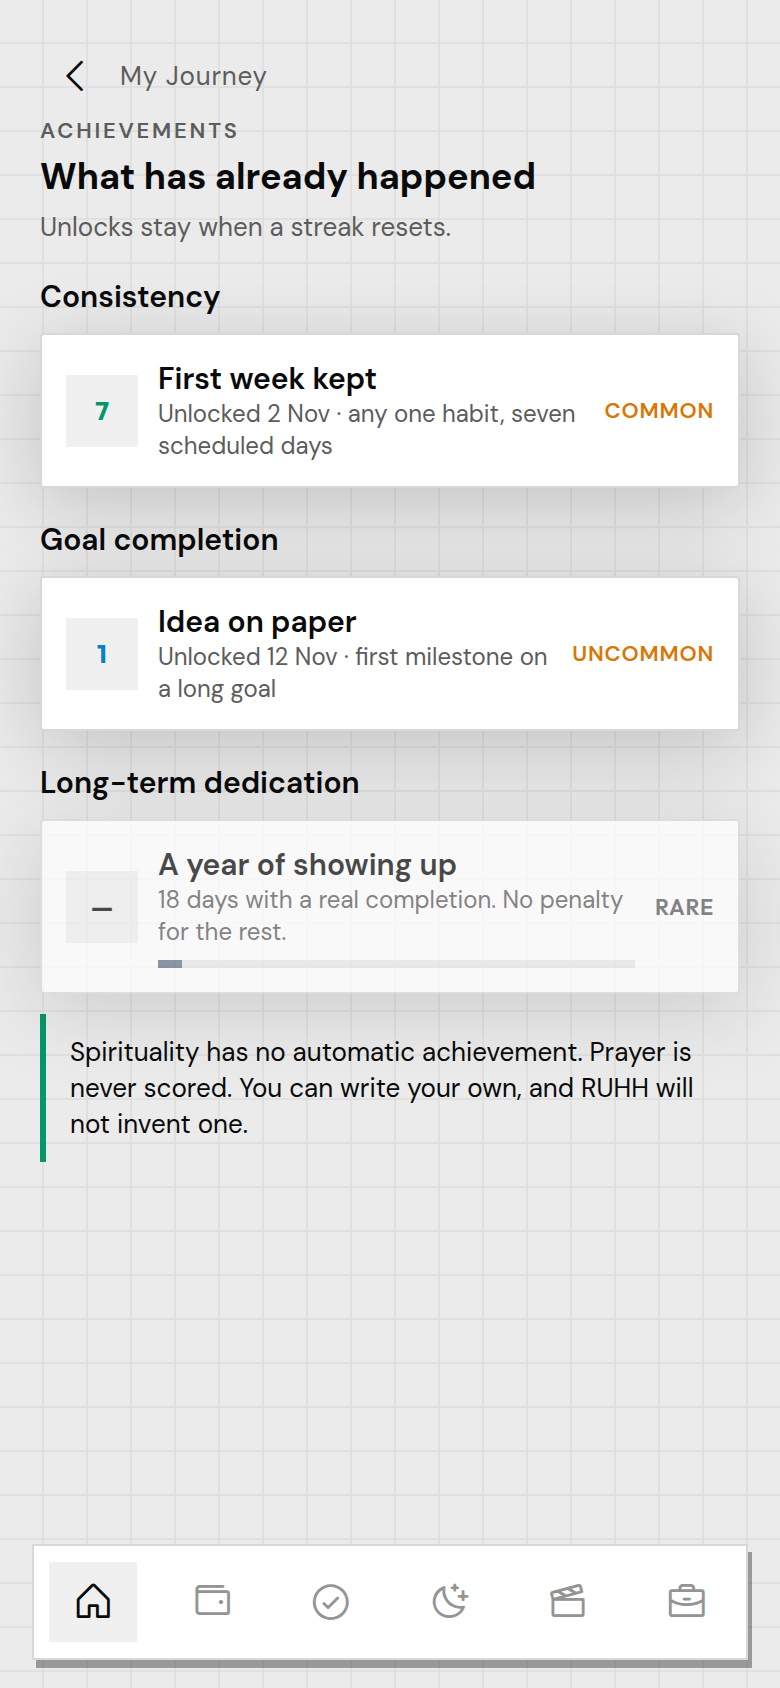 My Journey
ACHIEVEMENTS
What has already happened
Unlocks stay when a streak resets.
Consistency
7
First week kept
Unlocked 2 Nov · any one habit, seven
scheduled days
COMMON
Goal completion
1
Idea on paper
Unlocked 12 Nov · first milestone on
a long goal
UNCOMMON
Long-term dedication
–
A year of showing up
18 days with a real completion. No penalty
for the rest.
RARE
Spirituality has no automatic achievement. Prayer is
never scored. You can write your own, and RUHH will
not invent one.